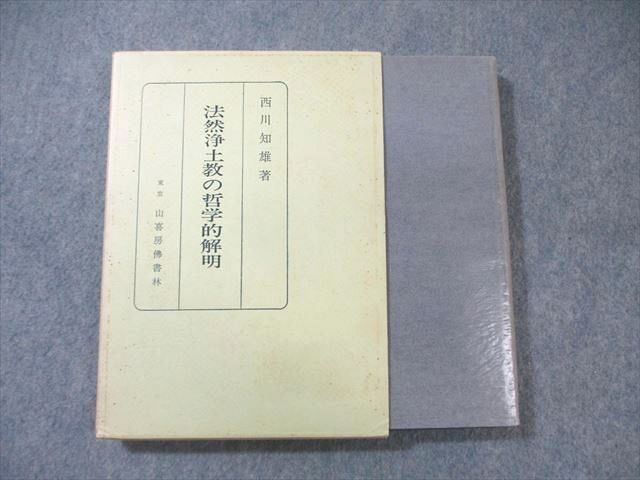 西川知雄著
法然浄土教の哲学的解明
東京 山喜房佛書林